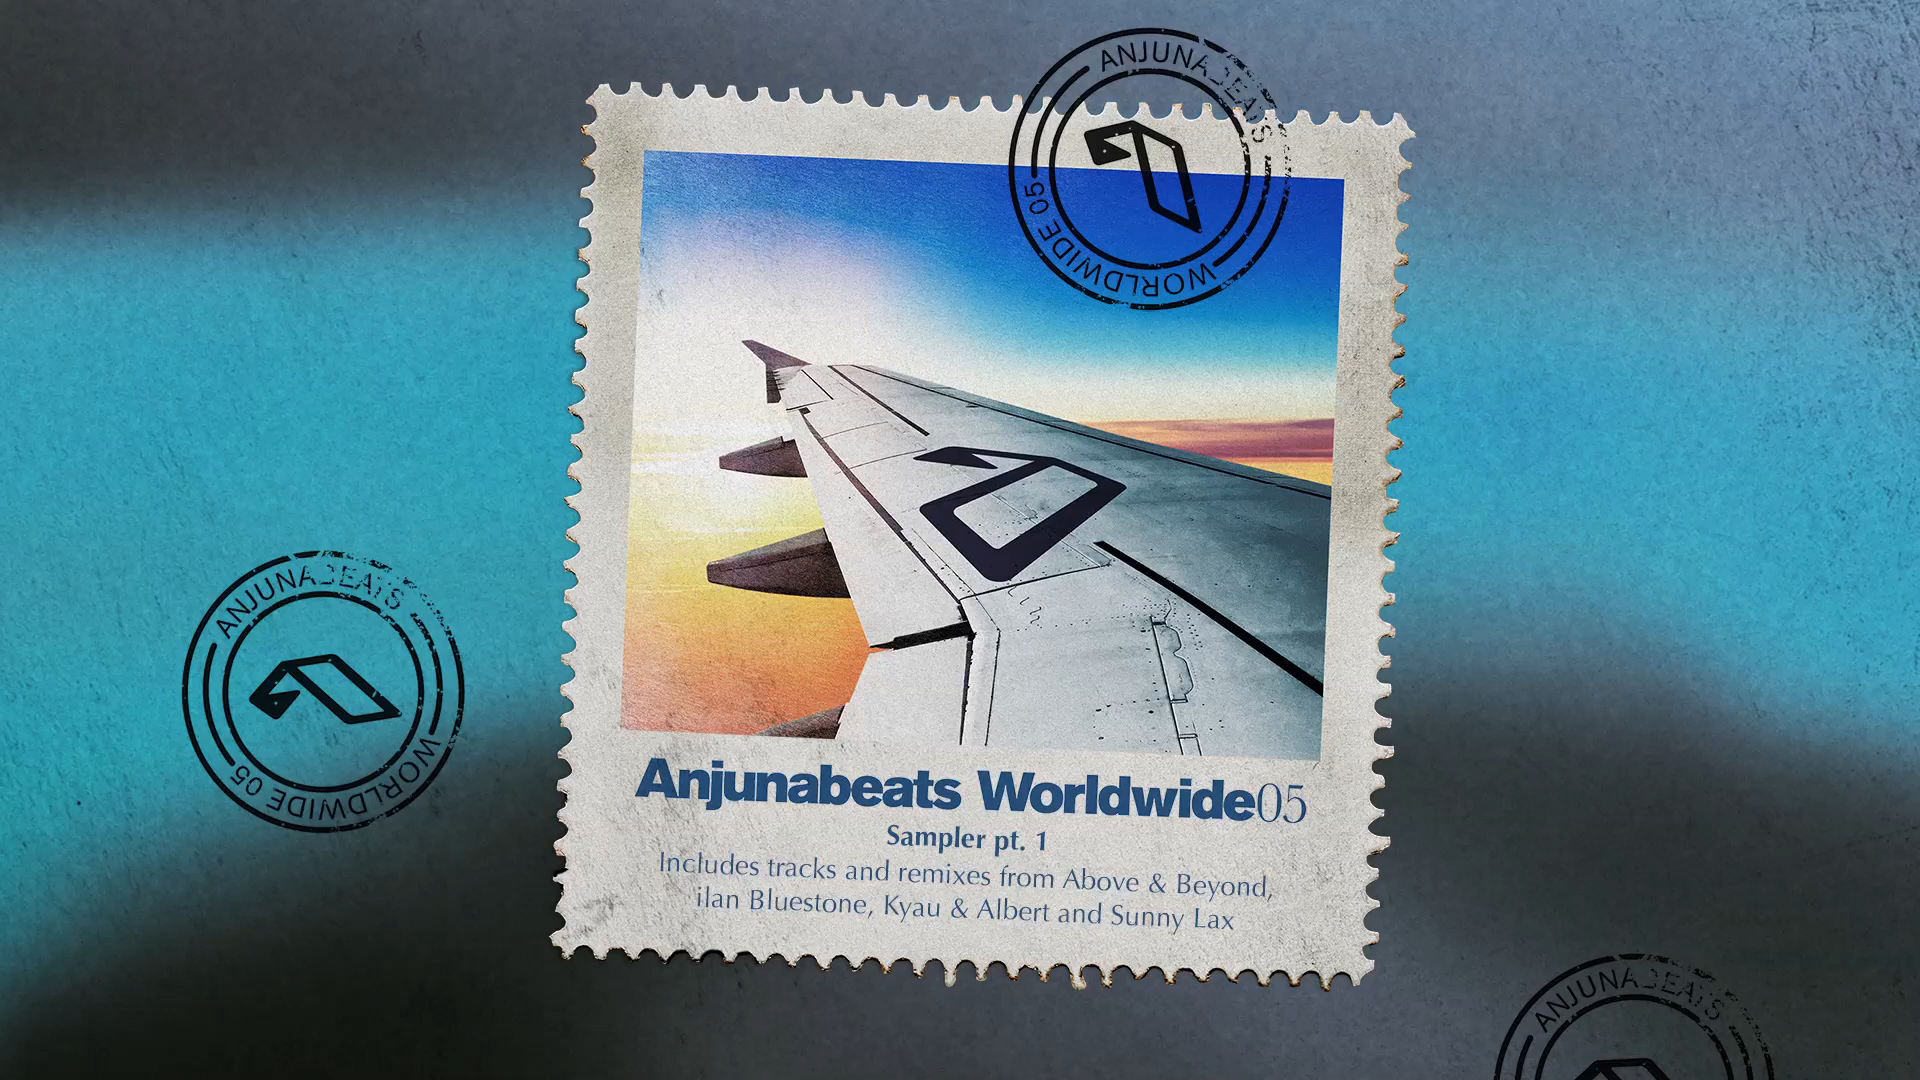 ANJUNABEATS
WORLDWIDE 05
Anjunabeats Worldwide05
Sampler pt. 1
Includes tracks and remixes from Above & Beyond,
ilan Bluestone, Kyau & Albert and Sunny Lax
ANJUNABEATS
WORLDWIDE 05
ANJUNABEATS